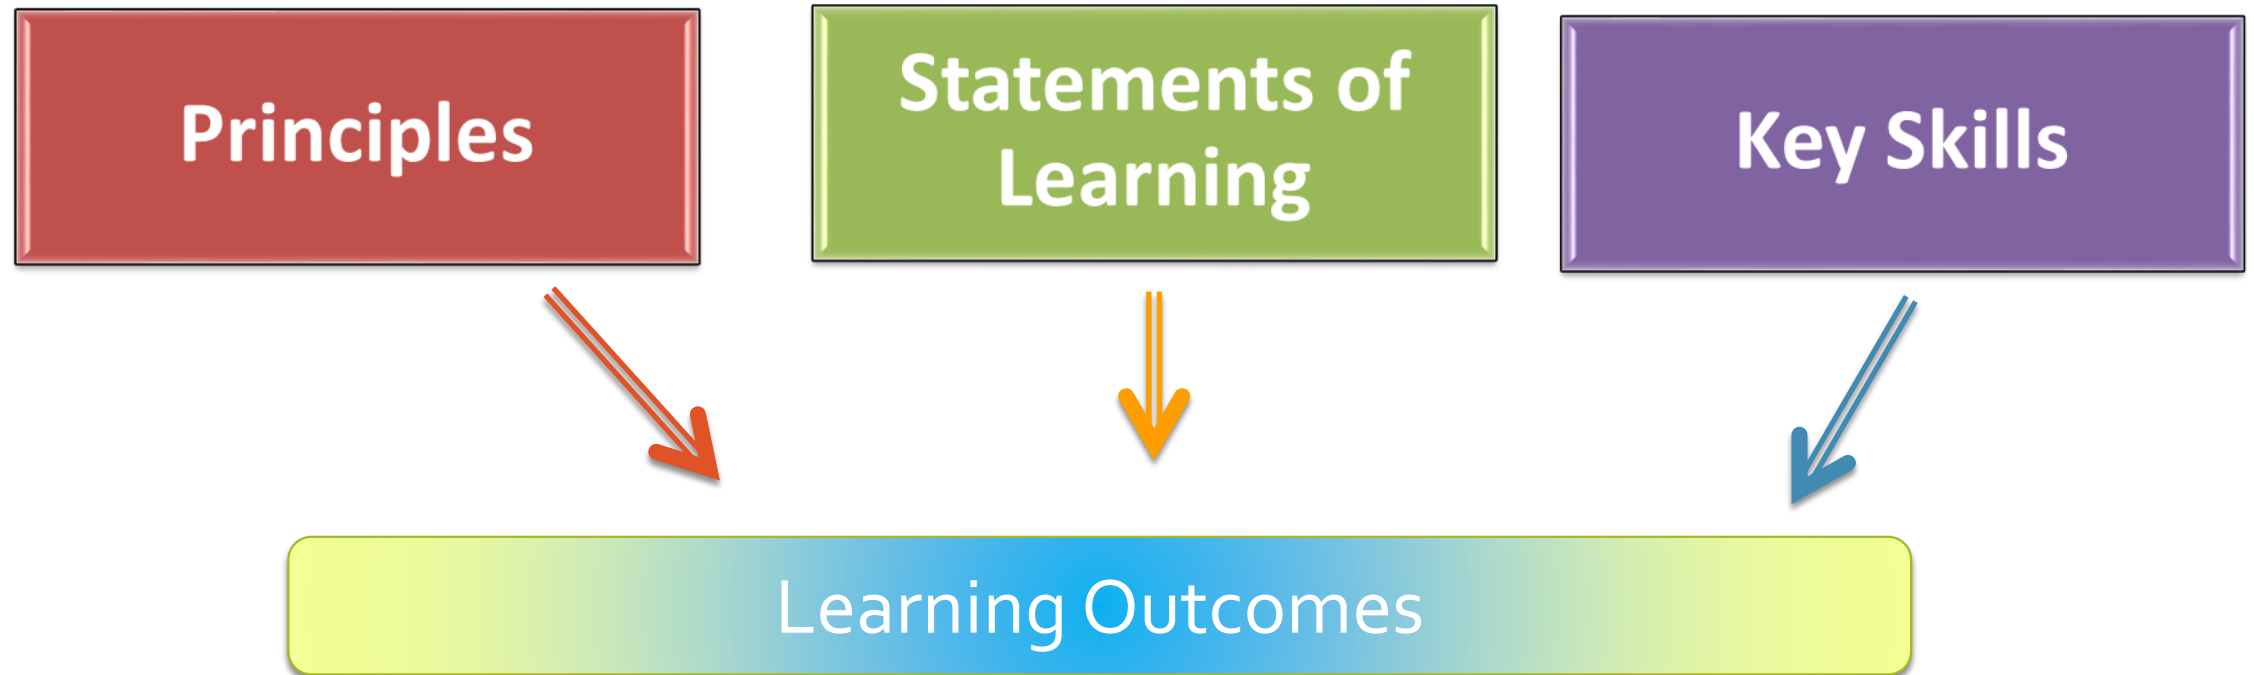 Principles
Statements of
Learning
Key Skills
Learning Outcomes